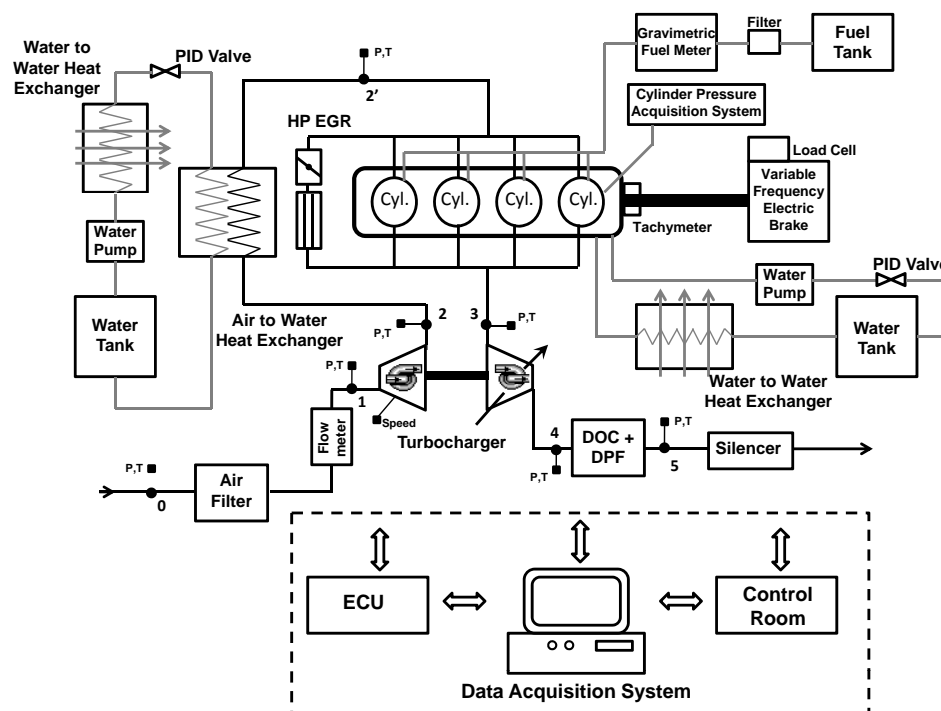 Water to
Water Heat
Exchanger
PID Valve
P,T
2’
Gravimetric
Fuel Meter
Filter
Fuel
Tank
Cylinder Pressure
Acquisition System
HP EGR
Load Cell
Variable
Frequency
Electric
Brake
Cyl.
Cyl.
Cyl.
Cyl.
Tachymeter
Water
Pump
Water
Tank
Air to Water
Heat Exchanger
Water
Pump
PID Valve
Water
Tank
Water to Water
Heat Exchanger
P,T
2
3
P,T
P,T
1
Speed
Turbocharger
Flow
meter
4
P,T
DOC +
DPF
P,T
5
Silencer
P,T
0
Air
Filter
ECU
Control
Room
Data Acquisition System